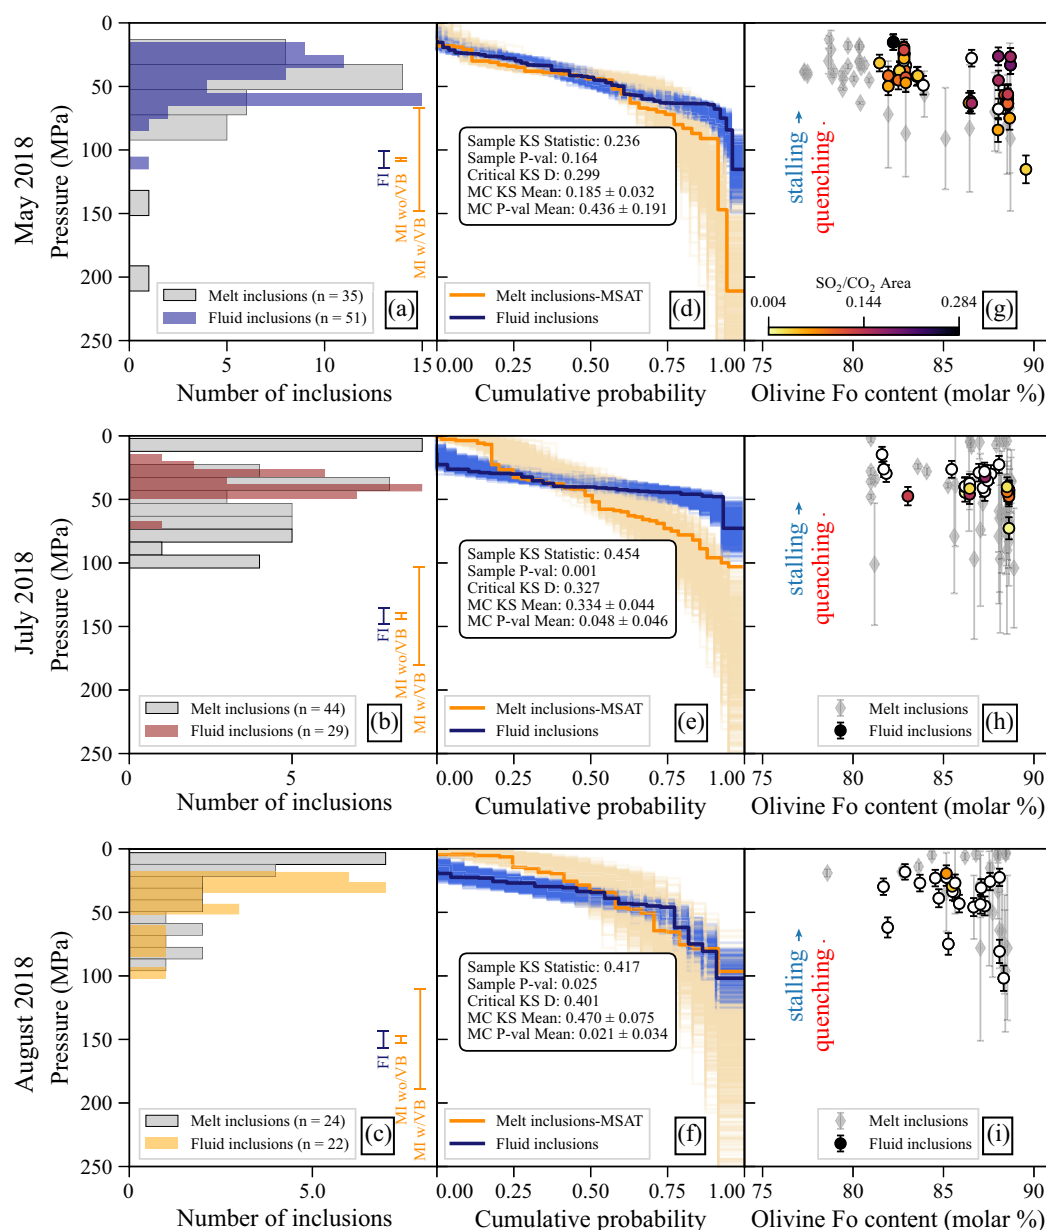 May 2018
Pressure (MPa)
0
50
100
150
200
250
FI
MI wo/VB
MI w/VB
Melt inclusions (n = 35)
Fluid inclusions (n = 51)
(a)
0
5
10
15
Number of inclusions
Sample KS Statistic: 0.236
Sample P-val: 0.164
Critical KS D: 0.299
MC KS Mean: 0.185 ± 0.032
MC P-val Mean: 0.436 ± 0.191
Melt inclusions-MSAT
Fluid inclusions
(d)
0.00
0.25
0.50
0.75
1.00
Cumulative probability
stalling
quenching
SO₂/CO₂ Area
0.004
0.144
0.284
(g)
75
80
85
90
Olivine Fo content (molar %)
July 2018
Pressure (MPa)
0
50
100
150
200
250
FI
MI wo/VB
MI w/VB
Melt inclusions (n = 44)
Fluid inclusions (n = 29)
(b)
0
5
Number of inclusions
Sample KS Statistic: 0.454
Sample P-val: 0.001
Critical KS D: 0.327
MC KS Mean: 0.334 ± 0.044
MC P-val Mean: 0.048 ± 0.046
Melt inclusions-MSAT
Fluid inclusions
(e)
0.00
0.25
0.50
0.75
1.00
Cumulative probability
stalling
quenching
Melt inclusions
Fluid inclusions
(h)
75
80
85
90
Olivine Fo content (molar %)
August 2018
Pressure (MPa)
0
50
100
150
200
250
FI
MI wo/VB
MI w/VB
Melt inclusions (n = 24)
Fluid inclusions (n = 22)
(c)
0
5.0
Number of inclusions
Sample KS Statistic: 0.417
Sample P-val: 0.025
Critical KS D: 0.401
MC KS Mean: 0.470 ± 0.075
MC P-val Mean: 0.021 ± 0.034
Melt inclusions-MSAT
Fluid inclusions
(f)
0.00
0.25
0.50
0.75
1.00
Cumulative probability
stalling
quenching
Melt inclusions
Fluid inclusions
(i)
75
80
85
90
Olivine Fo content (molar %)